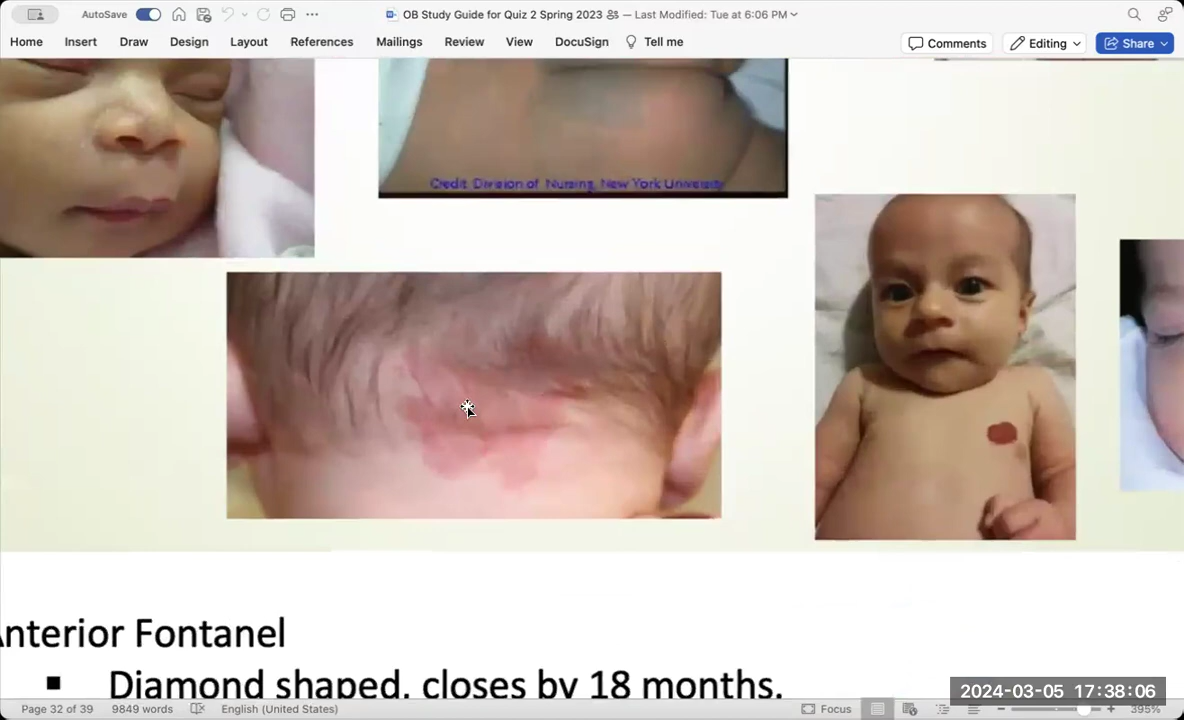 AutoSave
OB Study Guide for Quiz 2 Spring 2023 — Last Modified: Tue at 6:06 PM
Home Insert Draw Design Layout References Mailings Review View DocuSign Tell me
Comments Editing Share
Credit Division of Nursing, New York University
Anterior Fontanel
▪ Diamond shaped, closes by 18 months.
2024-03-05 17:38:06
Page 32 of 39 9849 words English (United States) Focus 395%